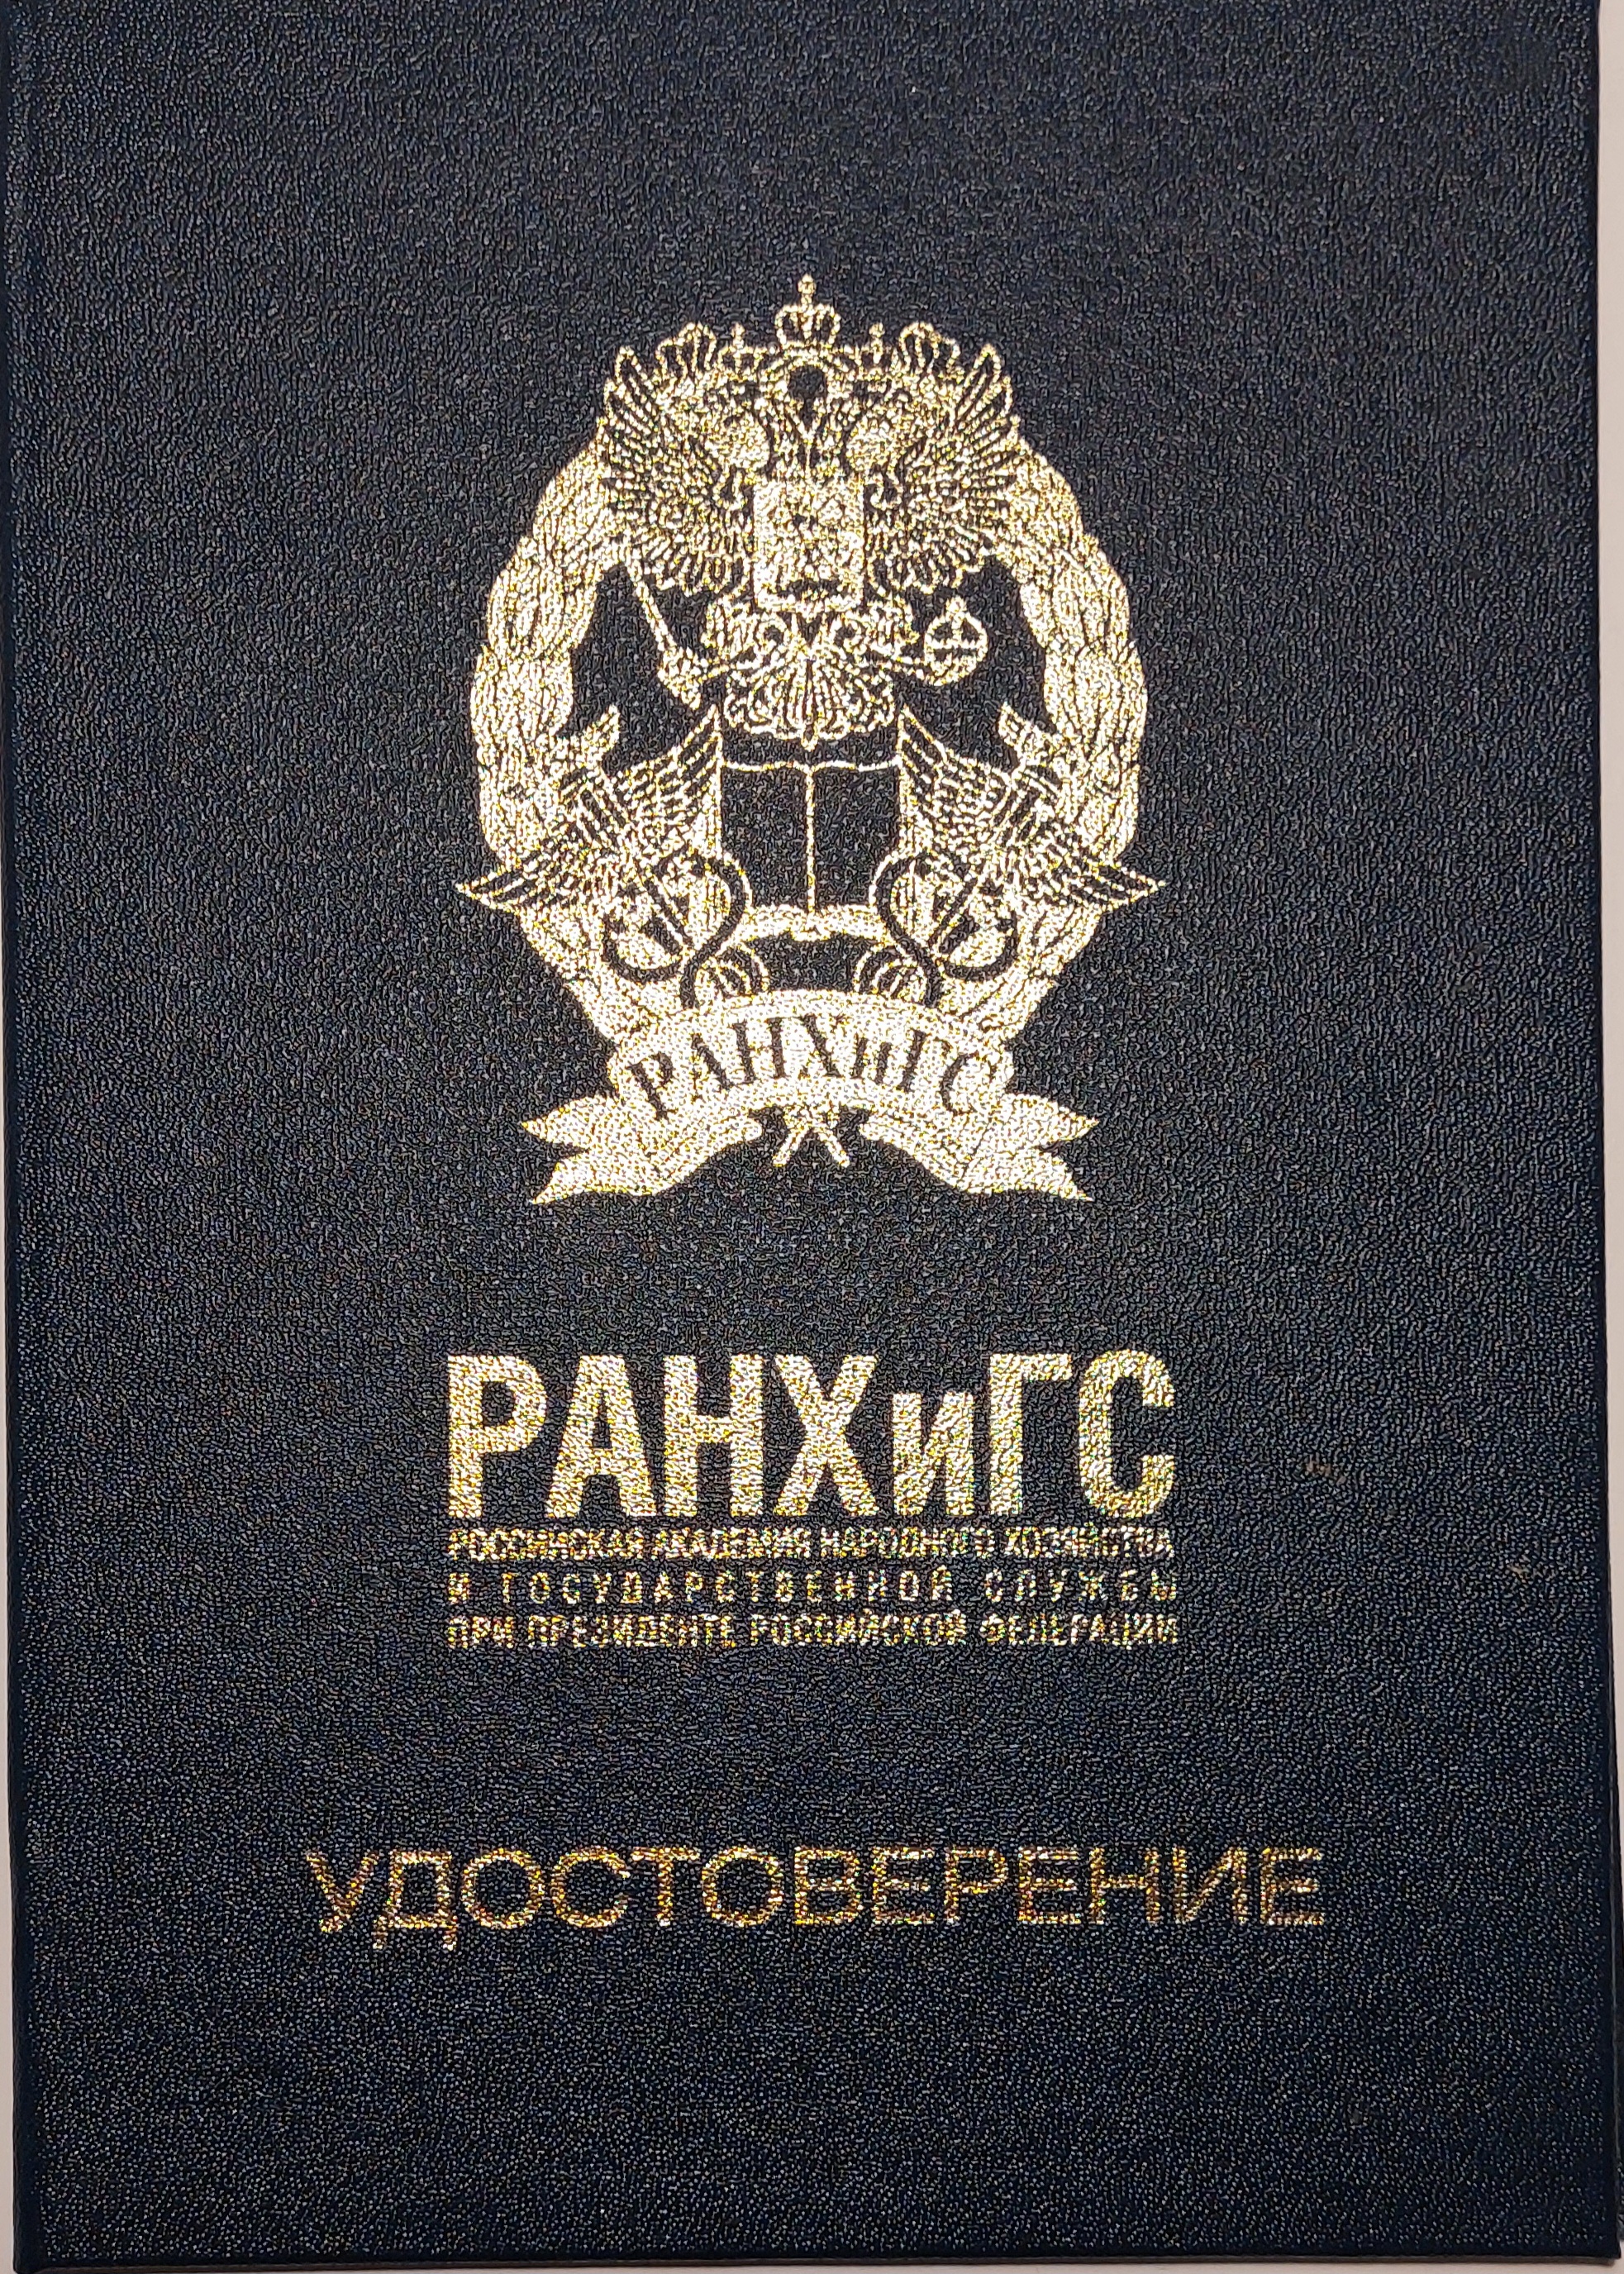 РАНХиГС
РАНХиГС
РОССИЙСКАЯ АКАДЕМИЯ НАРОДНОГО ХОЗЯЙСТВА
И ГОСУДАРСТВЕННОЙ СЛУЖБЫ
ПРИ ПРЕЗИДЕНТЕ РОССИЙСКОЙ ФЕДЕРАЦИИ
УДОСТОВЕРЕНИЕ